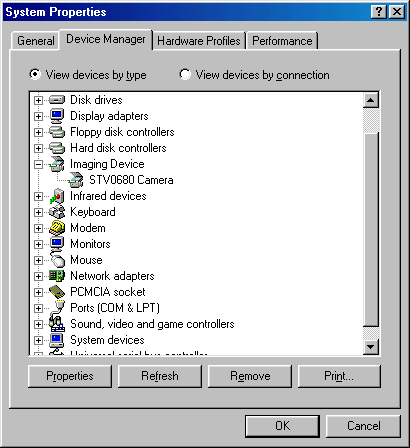 System Properties
General Device Manager Hardware Profiles Performance
View devices by type View devices by connection
Disk drives
Display adapters
Floppy disk controllers
Hard disk controllers
Imaging Device
STV0680 Camera
Infrared devices
Keyboard
Modem
Monitors
Mouse
Network adapters
PCMCIA socket
Ports (COM & LPT)
Sound, video and game controllers
System devices
Universal serial bus controller
Properties Refresh Remove Print...
OK Cancel